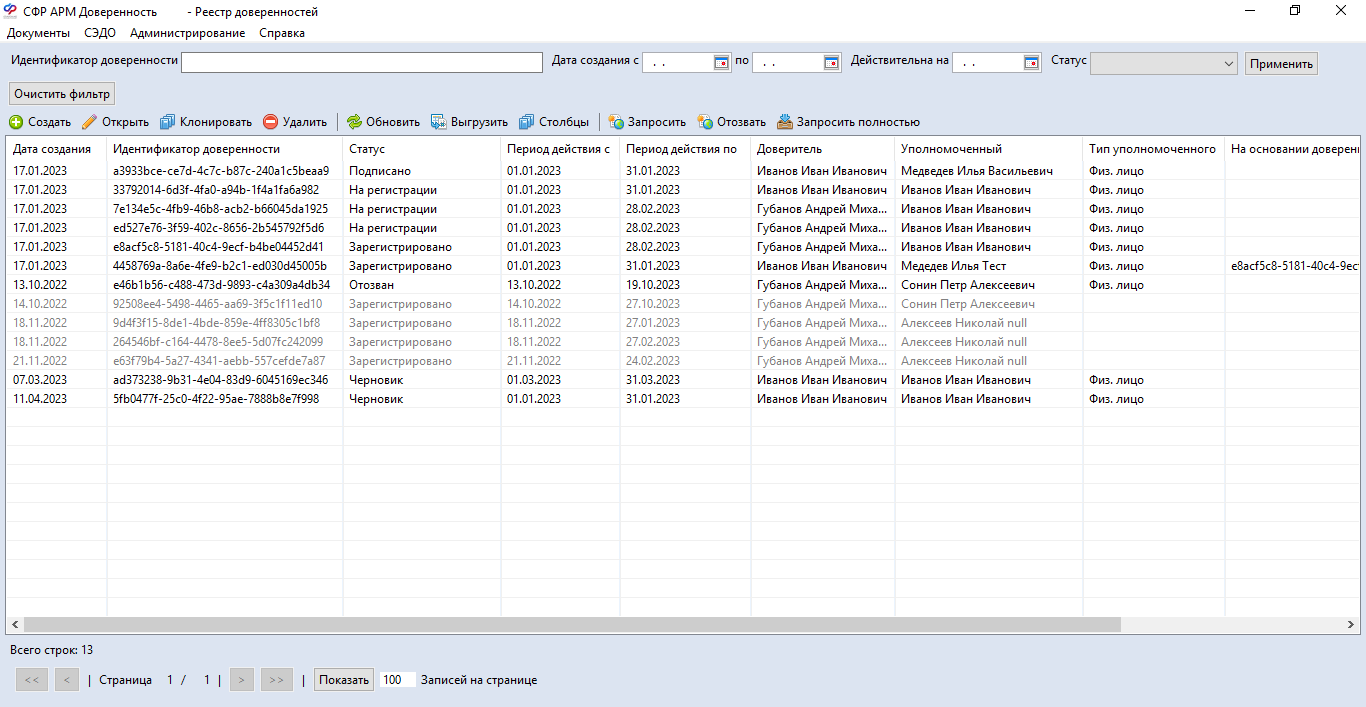 СФР АРМ Доверенность - Реестр доверенностей
Документы СЭДО Администрирование Справка
Идентификатор доверенности Дата создания с . . по . . Действительна на . . Статус Применить
Очистить фильтр
Создать Открыть Клонировать Удалить Обновить Выгрузить Столбцы Запросить Отозвать Запросить полностью
Дата создания Идентификатор доверенности Статус Период действия с Период действия по Доверитель Уполномоченный Тип уполномоченного На основании доверенн
17.01.2023 a3933bce-ce7d-4c7c-b87c-240a1c5beaa9 Подписано 01.01.2023 31.01.2023 Иванов Иван Иванович Медведев Илья Васильевич Физ. лицо
17.01.2023 33792014-6d3f-4fa0-a94b-1f4a1fa6a982 На регистрации 01.01.2023 31.01.2023 Иванов Иван Иванович Иванов Иван Иванович Физ. лицо
17.01.2023 7e134e5c-4fb9-46b8-acb2-b66045da1925 На регистрации 01.01.2023 28.02.2023 Губанов Андрей Миха... Иванов Иван Иванович Физ. лицо
17.01.2023 ed527e76-3f59-402c-8656-2b545792f5d6 На регистрации 01.01.2023 28.02.2023 Губанов Андрей Миха... Иванов Иван Иванович Физ. лицо
17.01.2023 e8acf5c8-5181-40c4-9ecf-b4be04452d41 Зарегистрировано 01.01.2023 28.02.2023 Губанов Андрей Миха... Иванов Иван Иванович Физ. лицо
17.01.2023 4458769a-8a6e-4fe9-b2c1-ed030d45005b Зарегистрировано 01.01.2023 31.01.2023 Иванов Иван Иванович Медедев Илья Тест Физ. лицо e8acf5c8-5181-40c4-9ec
13.10.2022 e46b1b56-c488-473d-9893-c4a309a4db34 Отозван 13.10.2022 19.10.2022 Губанов Андрей Миха... Сонин Петр Алексеевич Физ. лицо
14.10.2022 92508ee4-5498-4465-aa69-3f5c1f11ed10 Зарегистрировано 14.10.2022 27.10.2022 Губанов Андрей Миха... Сонин Петр Алексеевич
18.11.2022 9d4f3f15-8de1-4bde-859e-4ff8305c1bf8 Зарегистрировано 18.11.2022 27.01.2023 Губанов Андрей Миха... Алексеев Николай null
18.11.2022 264546bf-c164-4478-8ee5-5d07fc242099 Зарегистрировано 18.11.2022 27.02.2023 Губанов Андрей Миха... Алексеев Николай null
21.11.2022 e63f79b4-5a27-4341-aebb-557cefde7a87 Зарегистрировано 21.11.2022 24.02.2023 Губанов Андрей Миха... Алексеев Николай null
07.03.2023 ad373238-9b31-4e04-83d9-6045169ec346 Черновик 01.03.2023 31.03.2023 Иванов Иван Иванович Иванов Иван Иванович Физ. лицо
11.04.2023 5fb0477f-25c0-4f22-95ae-7888b8e7f998 Черновик 01.01.2023 31.01.2023 Иванов Иван Иванович Иванов Иван Иванович Физ. лицо
Всего строк: 13
<< < | Страница 1 / 1 | > >> | Показать 100 Записей на странице